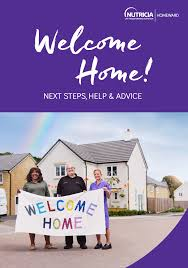 NUTRICIA | HOMEWARD
Welcome
Home!
NEXT STEPS, HELP & ADVICE
WELCOME
HOME